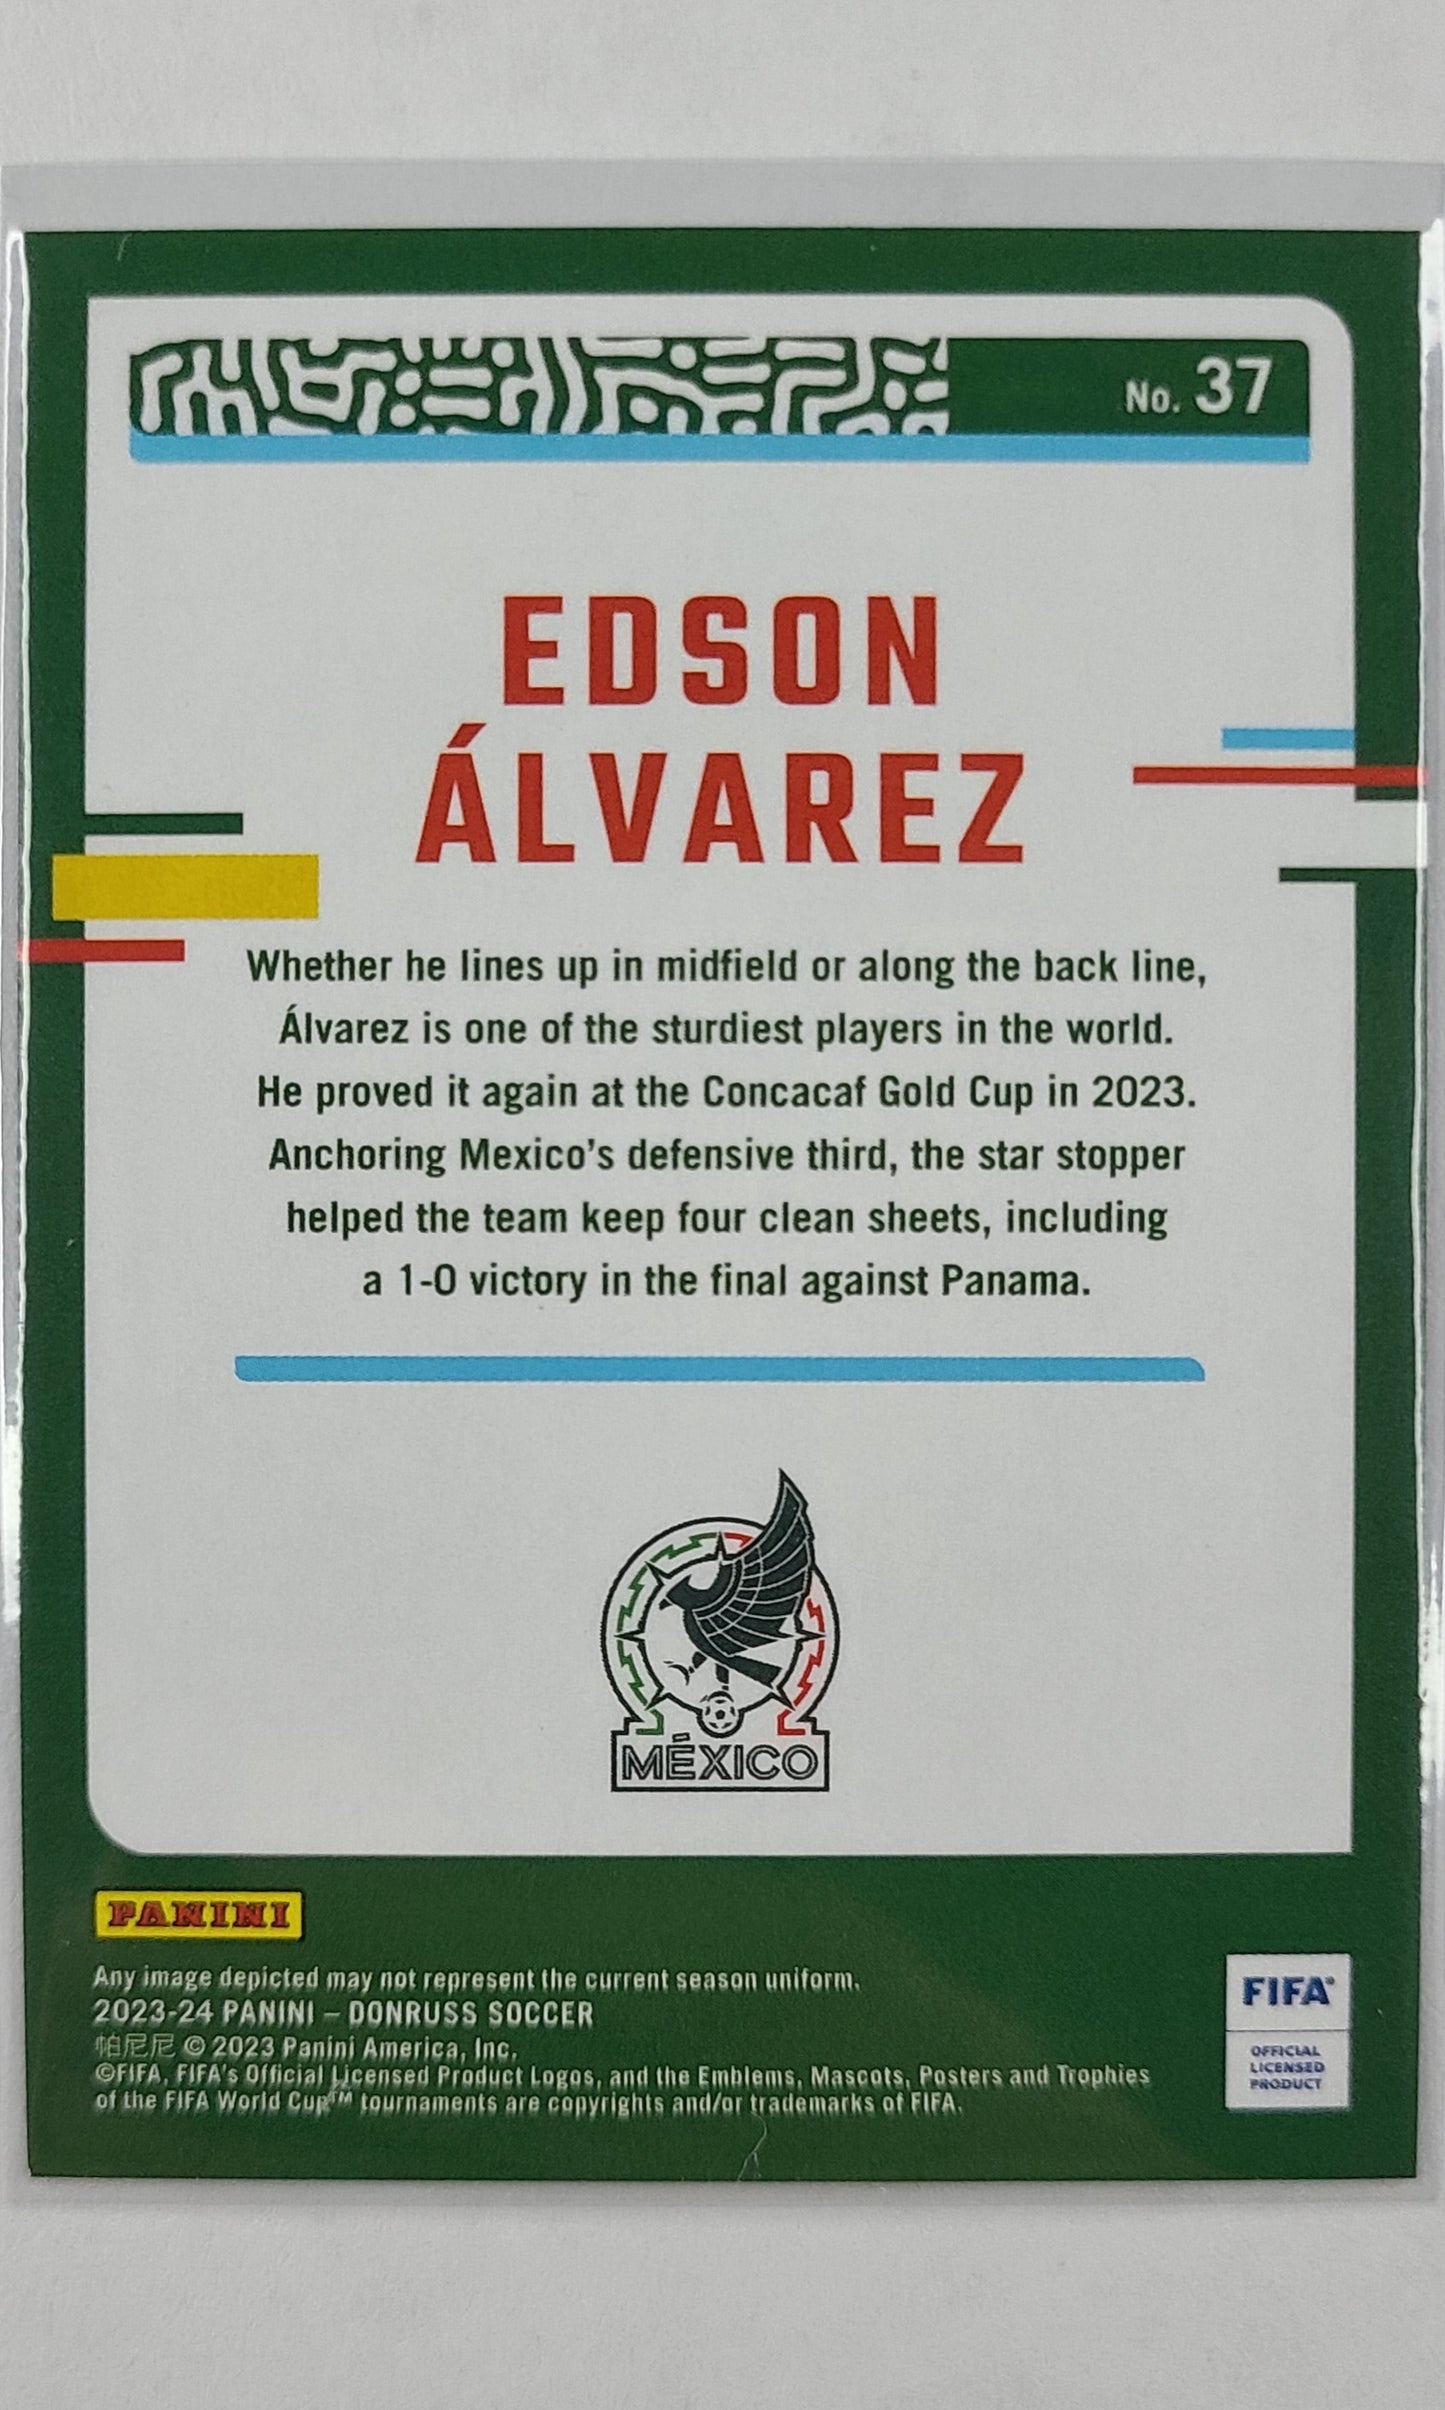 No. 37
EDSON
ÁLVAREZ
Whether he lines up in midfield or along the back line,
Álvarez is one of the sturdiest players in the world.
He proved it again at the Concacaf Gold Cup in 2023.
Anchoring Mexico's defensive third, the star stopper
helped the team keep four clean sheets, including
a 1-0 victory in the final against Panama.
MÉXICO
PANINI
Any image depicted may not represent the current season uniform.
2023-24 PANINI – DONRUSS SOCCER
帕尼尼 © 2023 Panini America, Inc.
©FIFA, FIFA's Official Licensed Product Logos, and the Emblems, Mascots, Posters and Trophies
of the FIFA World Cup™ tournaments are copyrights and/or trademarks of FIFA.
FIFA®
OFFICIAL
LICENSED
PRODUCT